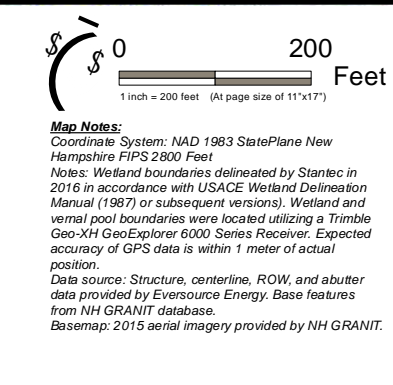 $ $ 0 200
Feet
1 inch = 200 feet (At page size of 11"x17")
Map Notes:
Coordinate System: NAD 1983 StatePlane New
Hampshire FIPS 2800 Feet
Notes: Wetland boundaries delineated by Stantec in
2016 in accordance with USACE Wetland Delineation
Manual (1987) or subsequent versions). Wetland and
vernal pool boundaries were located utilizing a Trimble
Geo-XH GeoExplorer 6000 Series Receiver. Expected
accuracy of GPS data is within 1 meter of actual
position.
Data source: Structure, centerline, ROW, and abutter
data provided by Eversource Energy. Base features
from NH GRANIT database.
Basemap: 2015 aerial imagery provided by NH GRANIT.